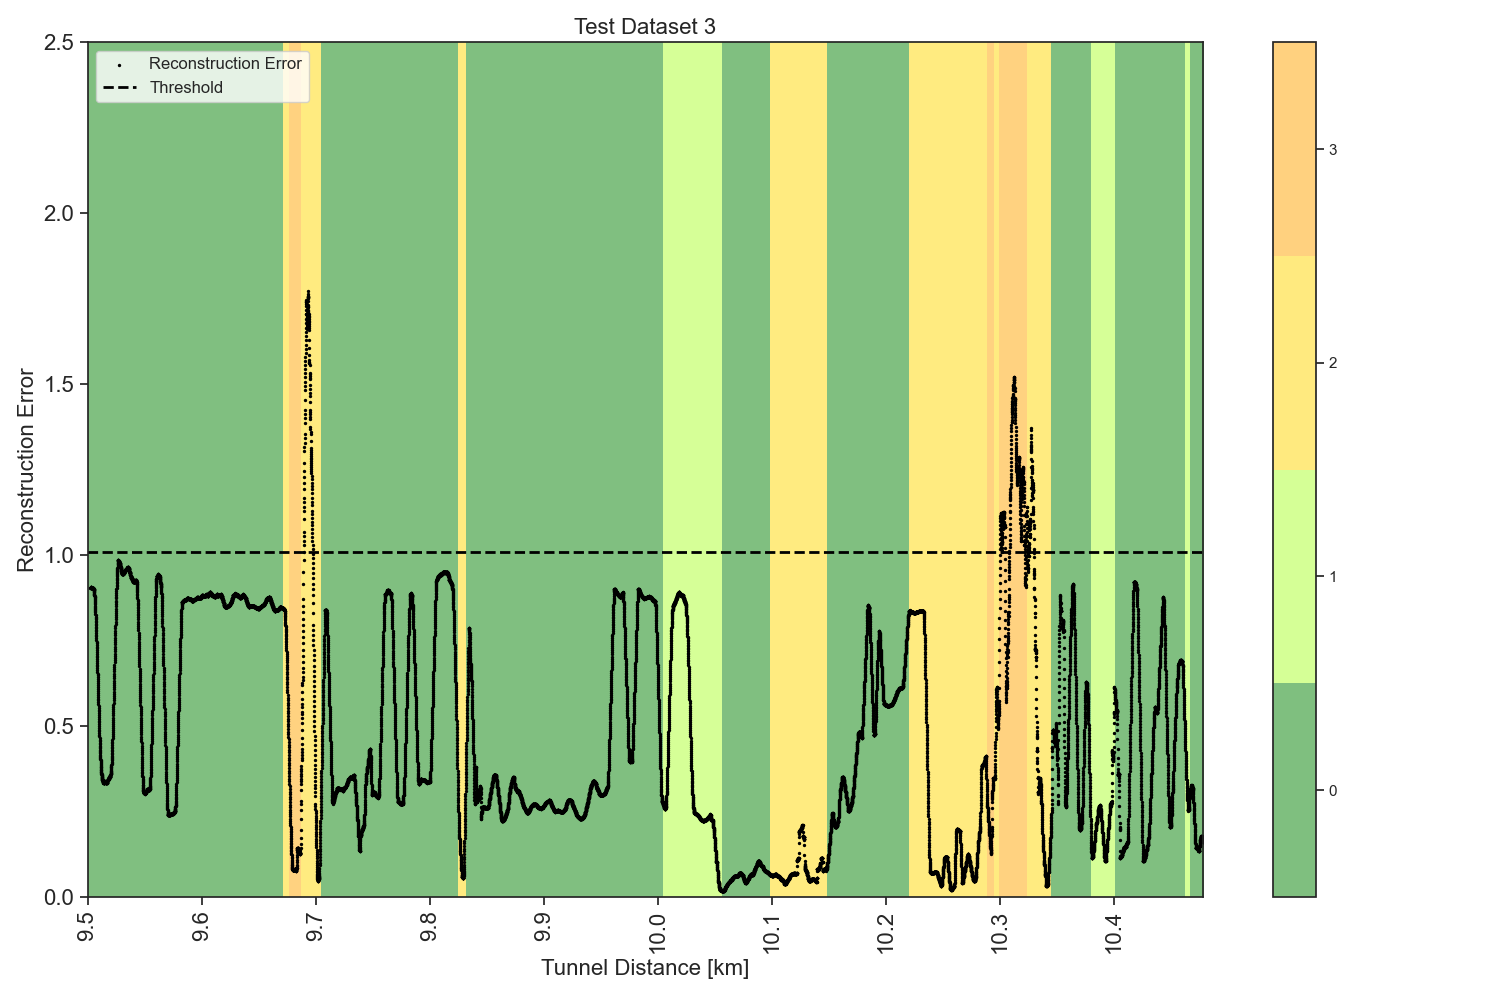 Test Dataset 3
2.5
2.0
1.5
1.0
0.5
0.0
Reconstruction Error
Reconstruction Error
Threshold
9.5 9.6 9.7 9.8 9.9 10.0 10.1 10.2 10.3 10.4
Tunnel Distance [km]
3
2
1
0